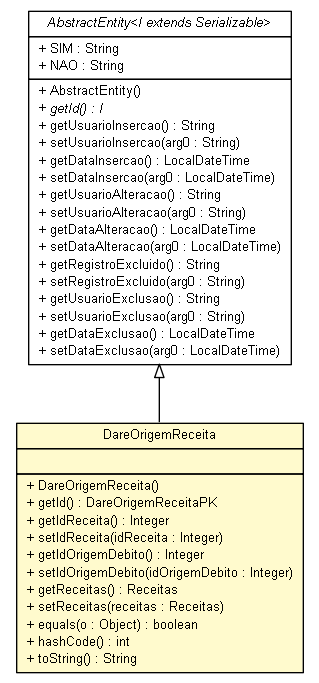 AbstractEntity<I extends Serializable>
+ SIM : String
+ NAO : String
+ AbstractEntity()
+ getId() : I
+ getUsuarioInsercao() : String
+ setUsuarioInsercao(arg0 : String)
+ getDataInsercao() : LocalDateTime
+ setDataInsercao(arg0 : LocalDateTime)
+ getUsuarioAlteracao() : String
+ setUsuarioAlteracao(arg0 : String)
+ getDataAlteracao() : LocalDateTime
+ setDataAlteracao(arg0 : LocalDateTime)
+ getRegistroExcluido() : String
+ setRegistroExcluido(arg0 : String)
+ getUsuarioExclusao() : String
+ setUsuarioExclusao(arg0 : String)
+ getDataExclusao() : LocalDateTime
+ setDataExclusao(arg0 : LocalDateTime)
DareOrigemReceita
+ DareOrigemReceita()
+ getId() : DareOrigemReceitaPK
+ getIdReceita() : Integer
+ setIdReceita(idReceita : Integer)
+ getIdOrigemDebito() : Integer
+ setIdOrigemDebito(idOrigemDebito : Integer)
+ getReceitas() : Receitas
+ setReceitas(receitas : Receitas)
+ equals(o : Object) : boolean
+ hashCode() : int
+ toString() : String